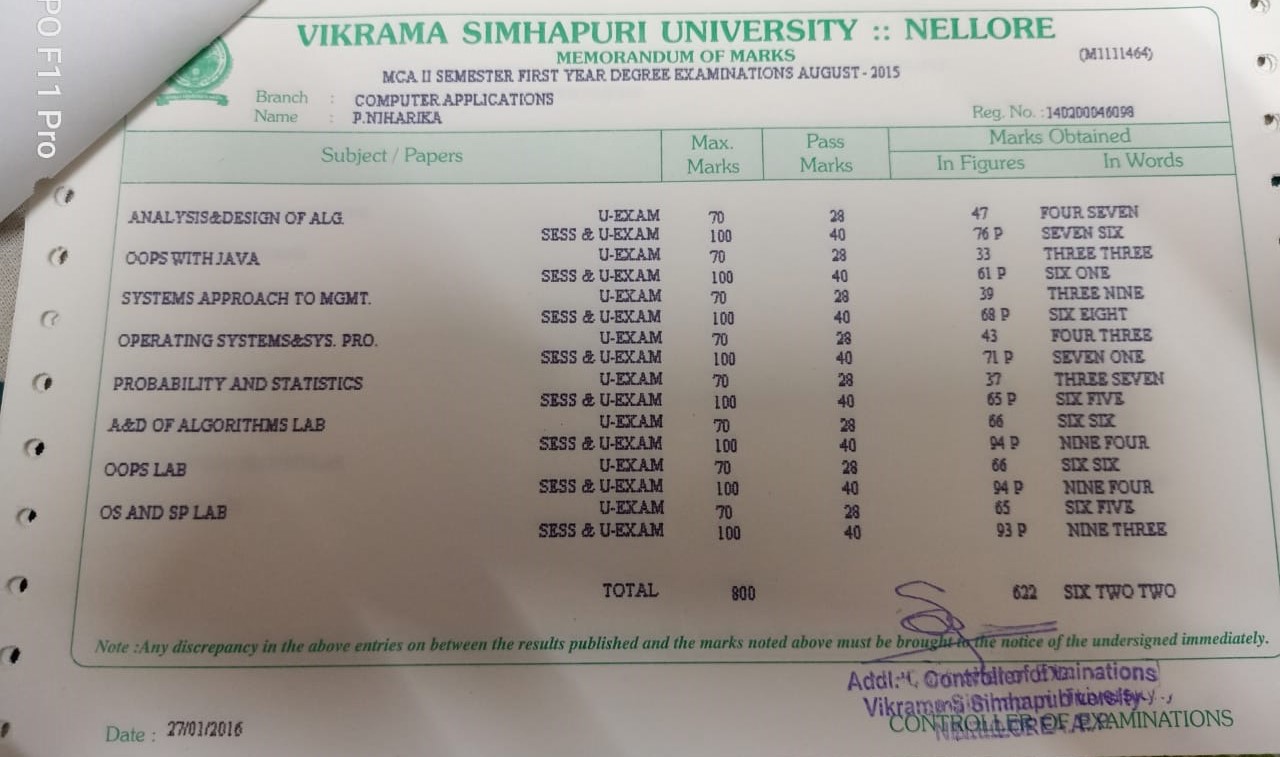 PO F11 Pro
VIKRAMA SIMHAPURI UNIVERSITY :: NELLORE
MEMORANDUM OF MARKS
(M1111464)
MCA II SEMESTER FIRST YEAR DEGREE EXAMINATIONS AUGUST - 2015
Branch : COMPUTER APPLICATIONS
Name : P.NIHARIKA
Reg. No. : 140200046098
Subject / Papers Max. Marks Pass Marks Marks Obtained
In Figures In Words
ANALYSIS&DESIGN OF ALG. U-EXAM 70 28 47 FOUR SEVEN
SESS & U-EXAM 100 40 76 P SEVEN SIX
OOPS WITH JAVA U-EXAM 70 28 33 THREE THREE
SESS & U-EXAM 100 40 61 P SIX ONE
SYSTEMS APPROACH TO MGMT. U-EXAM 70 28 39 THREE NINE
SESS & U-EXAM 100 40 68 P SIX EIGHT
OPERATING SYSTEMS&SYS. PRO. U-EXAM 70 28 43 FOUR THREE
SESS & U-EXAM 100 40 71 P SEVEN ONE
PROBABILITY AND STATISTICS U-EXAM 70 28 37 THREE SEVEN
SESS & U-EXAM 100 40 65 P SIX FIVE
A&D OF ALGORITHMS LAB U-EXAM 70 28 66 SIX SIX
SESS & U-EXAM 100 40 94 P NINE FOUR
OOPS LAB U-EXAM 70 28 66 SIX SIX
SESS & U-EXAM 100 40 94 P NINE FOUR
OS AND SP LAB U-EXAM 70 28 65 SIX FIVE
SESS & U-EXAM 100 40 93 P NINE THREE
TOTAL 800 622 SIX TWO TWO
Note :Any discrepancy in the above entries on between the results published and the marks noted above must be brought to the notice of the undersigned immediately.
Addl.
CONTROLLER OF EXAMINATIONS
Date : 27/01/2016